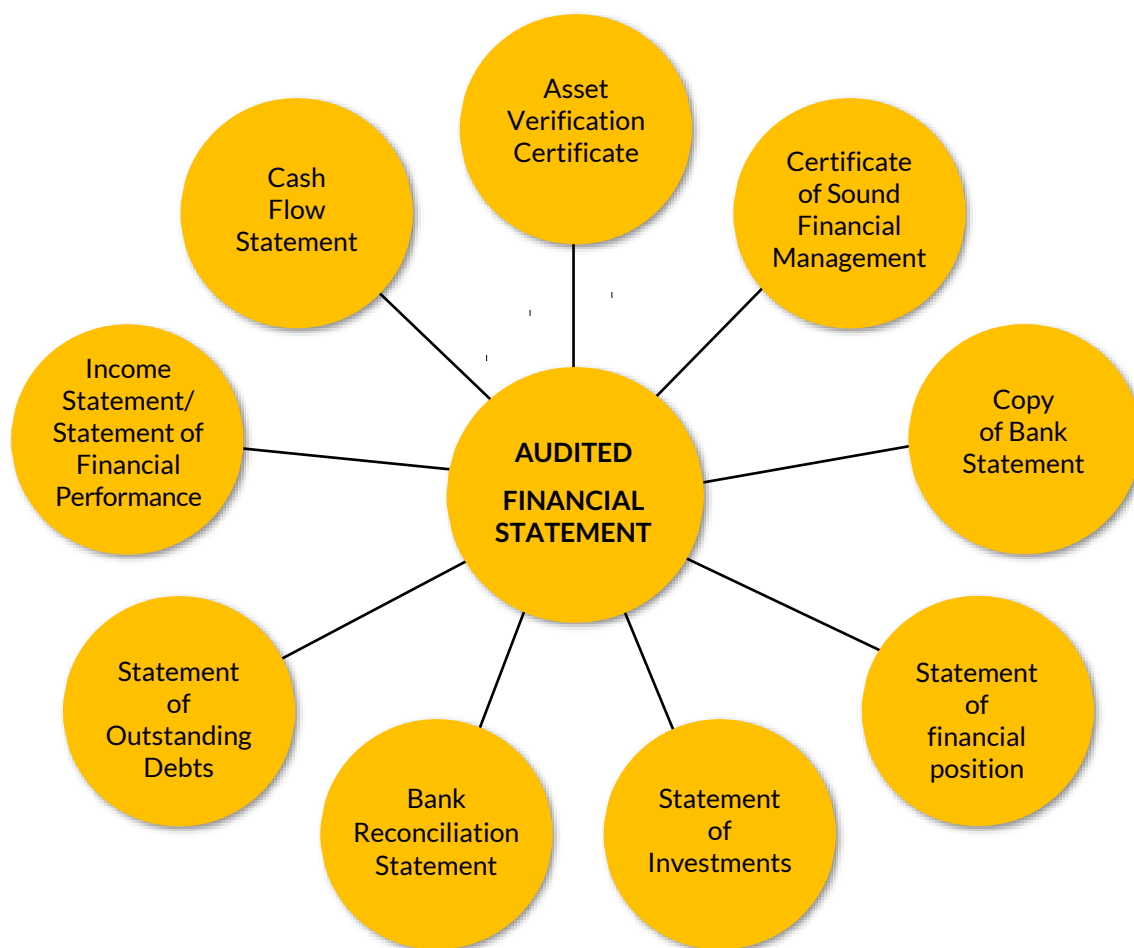 Asset
Verification
Certificate
Certificate
of Sound
Financial
Management
Copy
of Bank
Statement
Statement
of
financial
position
Statement
of
Investments
Bank
Reconciliation
Statement
Statement
of
Outstanding
Debts
Income
Statement/
Statement of
Financial
Performance
Cash
Flow
Statement
AUDITED
FINANCIAL
STATEMENT